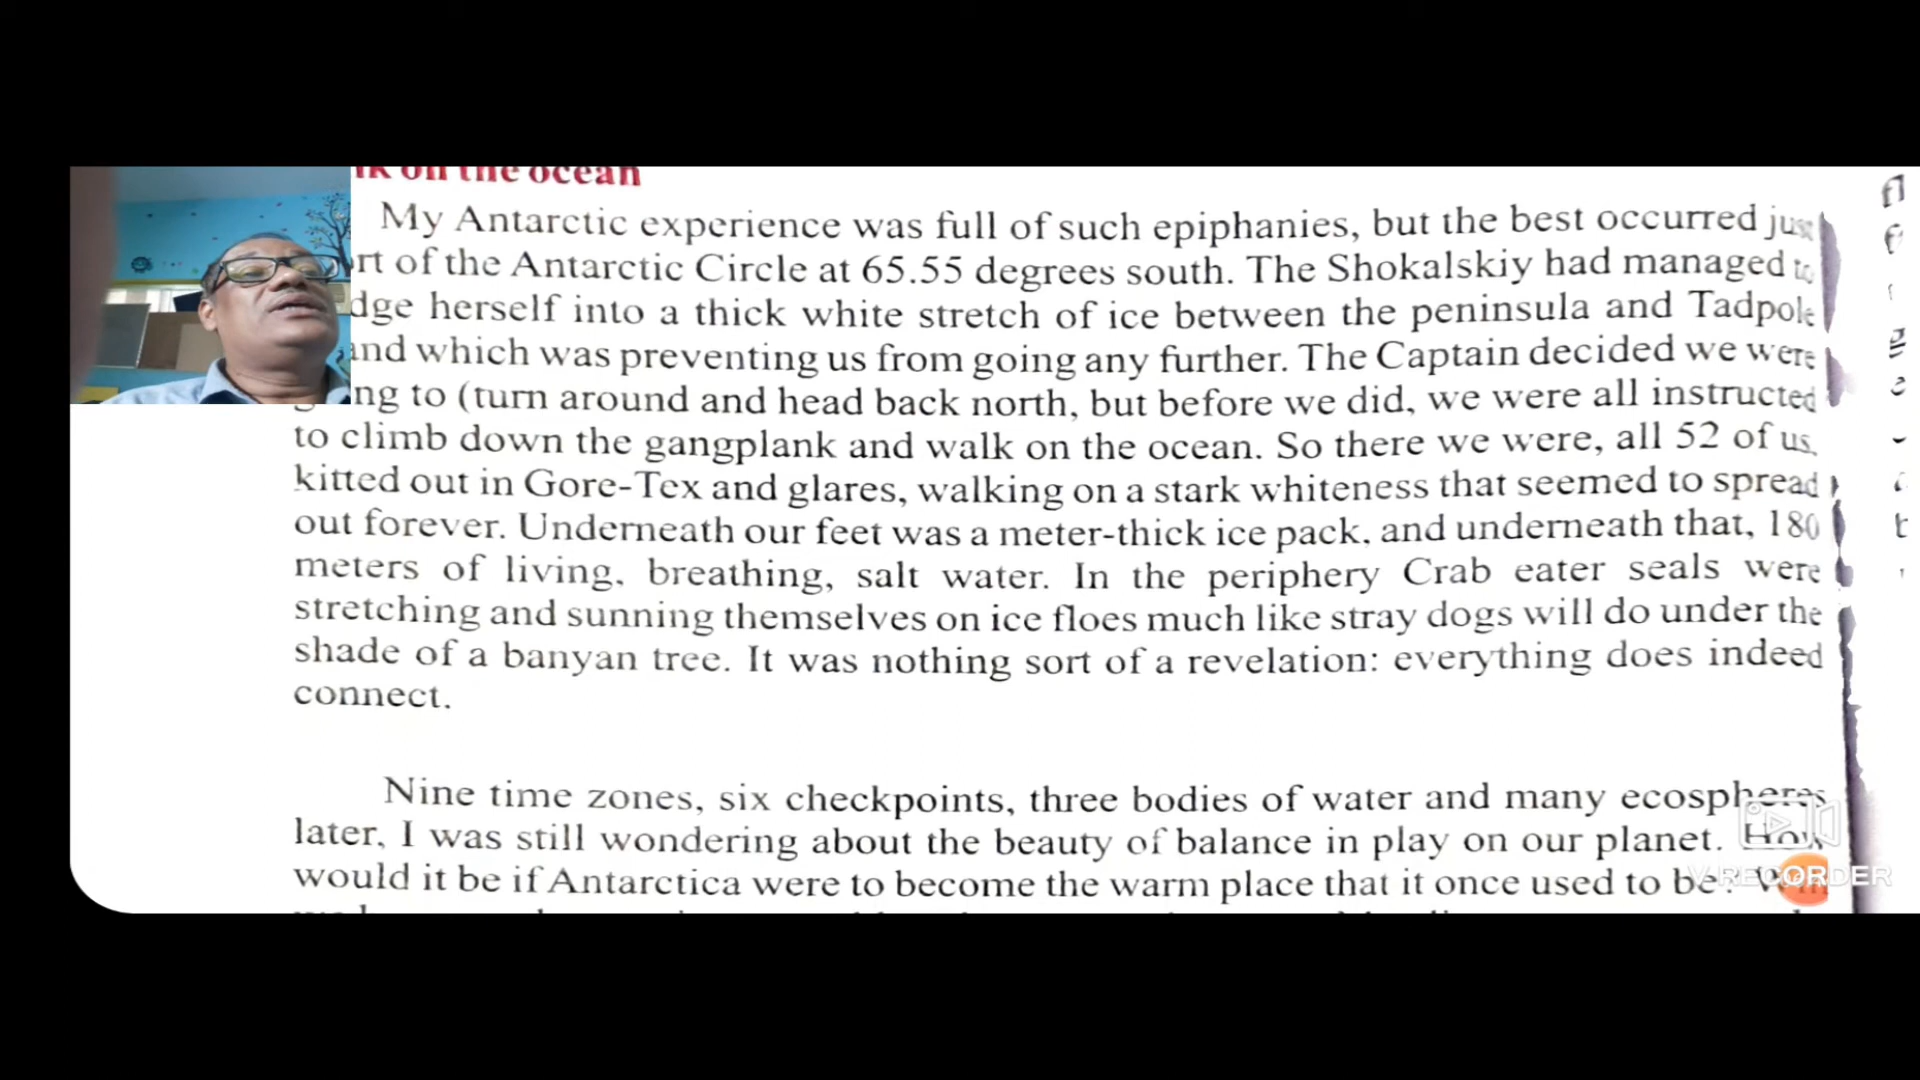 on the ocean
My Antarctic experience was full of such epiphanies, but the best occurred just
rt of the Antarctic Circle at 65.55 degrees south. The Shokalskiy had managed to
dge herself into a thick white stretch of ice between the peninsula and Tadpole
and which was preventing us from going any further. The Captain decided we were
ng to (turn around and head back north, but before we did, we were all instructed
to climb down the gangplank and walk on the ocean. So there we were, all 52 of us,
kitted out in Gore-Tex and glares, walking on a stark whiteness that seemed to spread
out forever. Underneath our feet was a meter-thick ice pack, and underneath that, 180
meters of living, breathing, salt water. In the periphery Crab eater seals were
stretching and sunning themselves on ice floes much like stray dogs will do under the
shade of a banyan tree. It was nothing sort of a revelation: everything does indeed
connect.
Nine time zones, six checkpoints, three bodies of water and many ecospheres
later, I was still wondering about the beauty of balance in play on our planet. How
would it be if Antarctica were to become the warm place that it once used to be?
V RECORDER